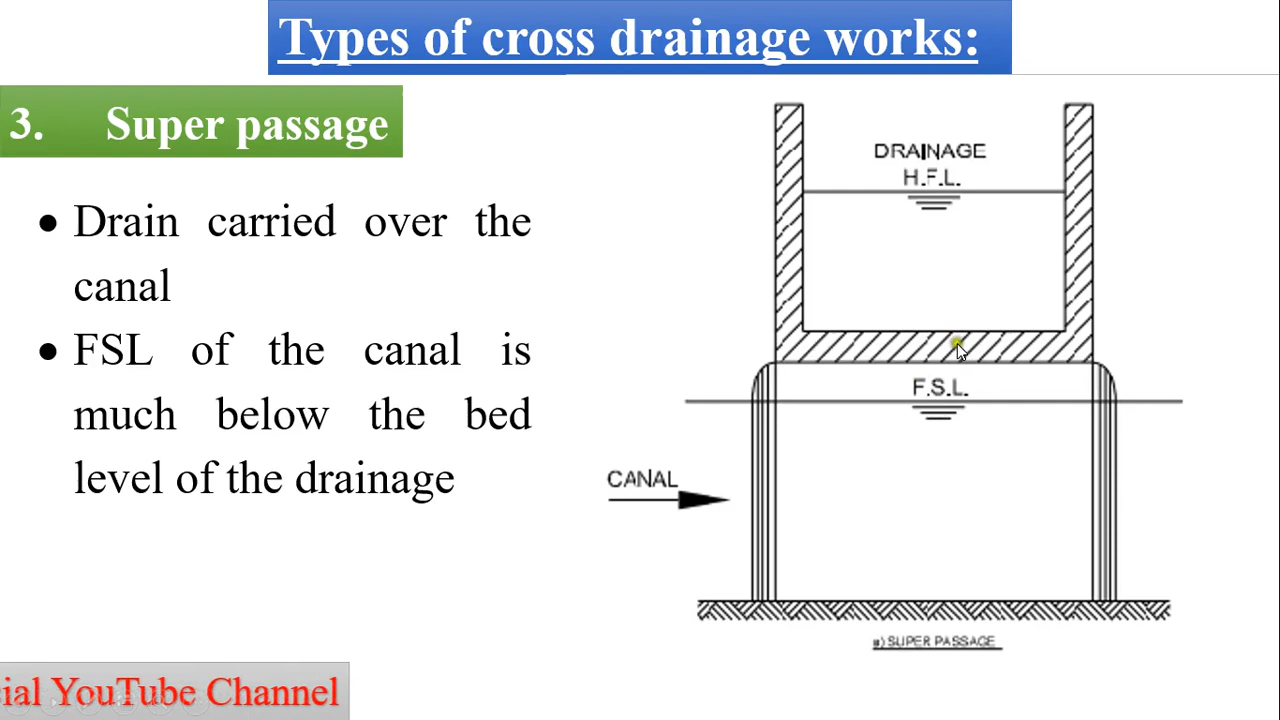 Types of cross drainage works:
3. Super passage
• Drain carried over the
canal
• FSL of the canal is
much below the bed
level of the drainage
DRAINAGE
H.F.L.
F.S.L.
CANAL
a) SUPER PASSAGE
cial YouTube Channel